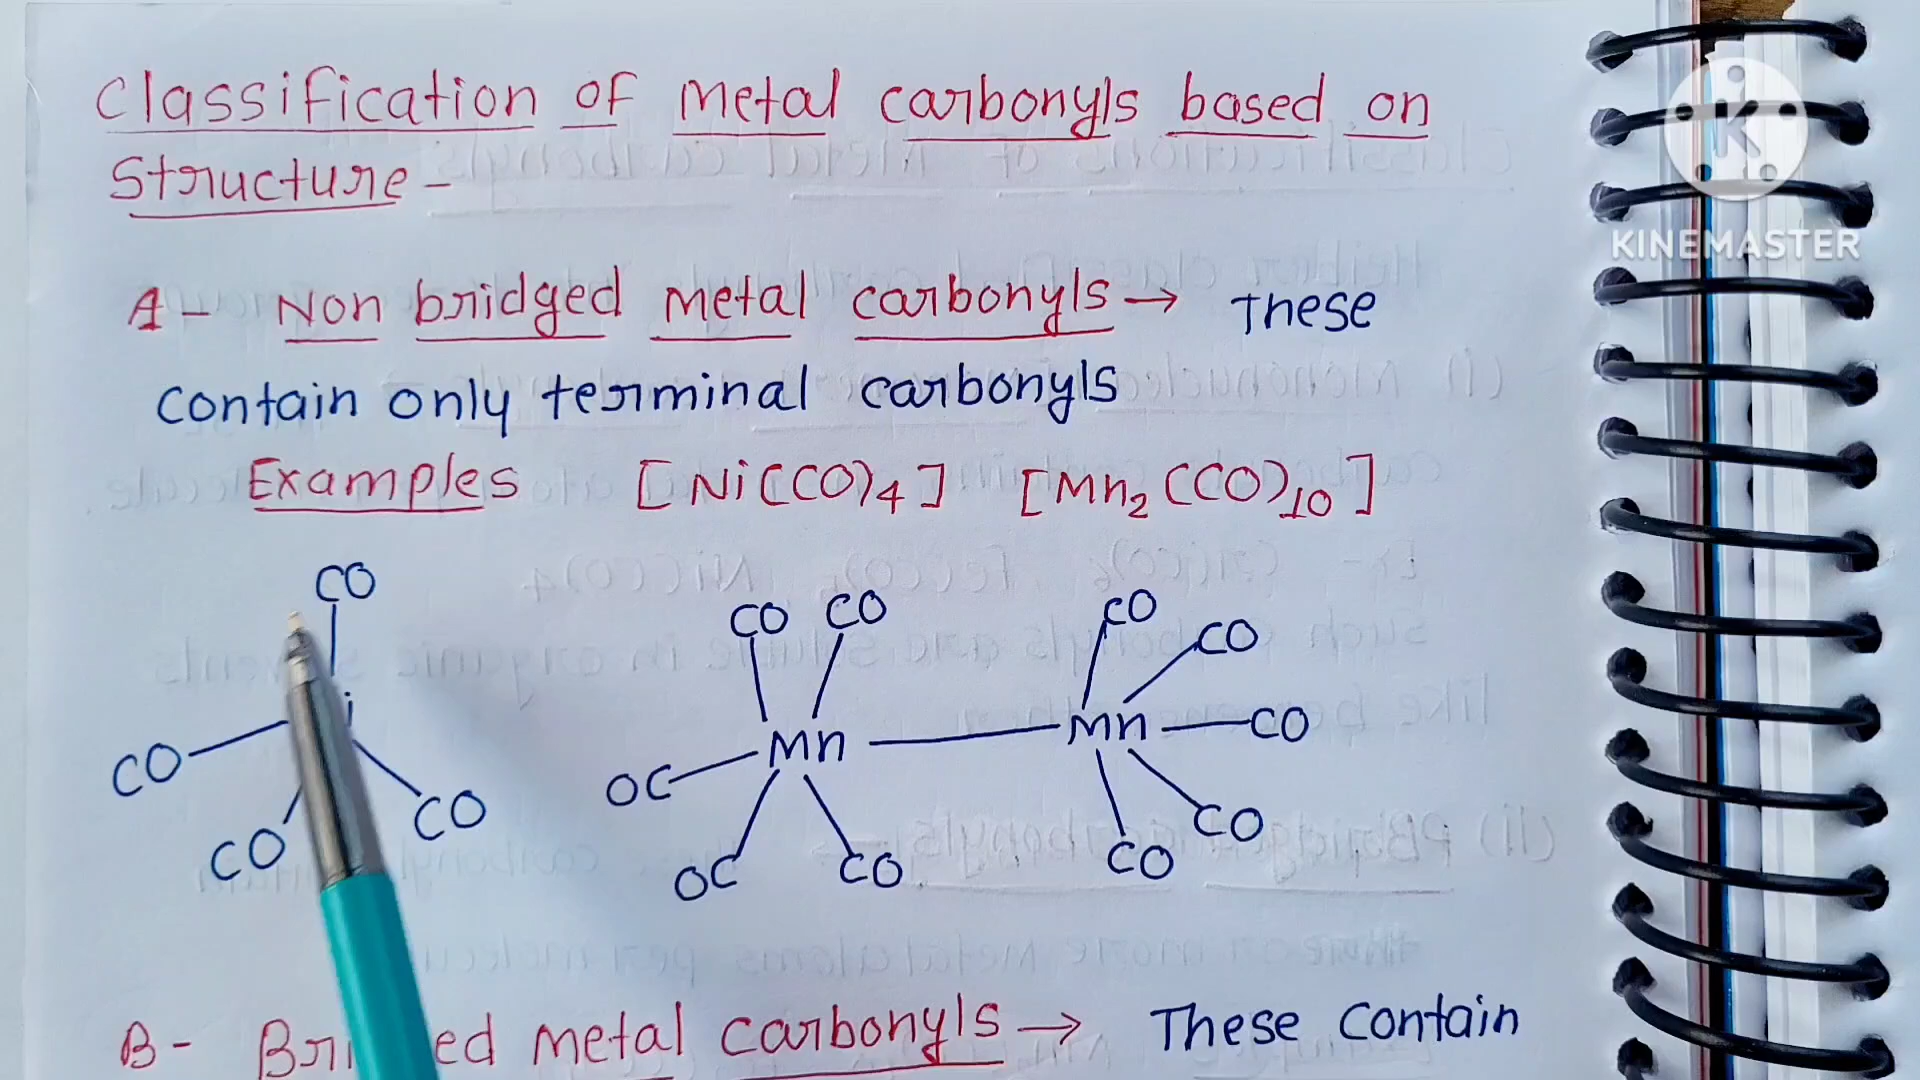 Classification of Metal carbonyls based on
Structure -
A - Non bridged Metal carbonyls → These
contain only terminal carbonyls
Examples [Ni(CO)4] [Mn2(CO)10]
CO
CO
CO
CO
CO CO
OC
Mn
OC CO
CO
CO
Mn
CO
CO
CO
B - Metal carbonyls → These contain
K
KINEMASTER